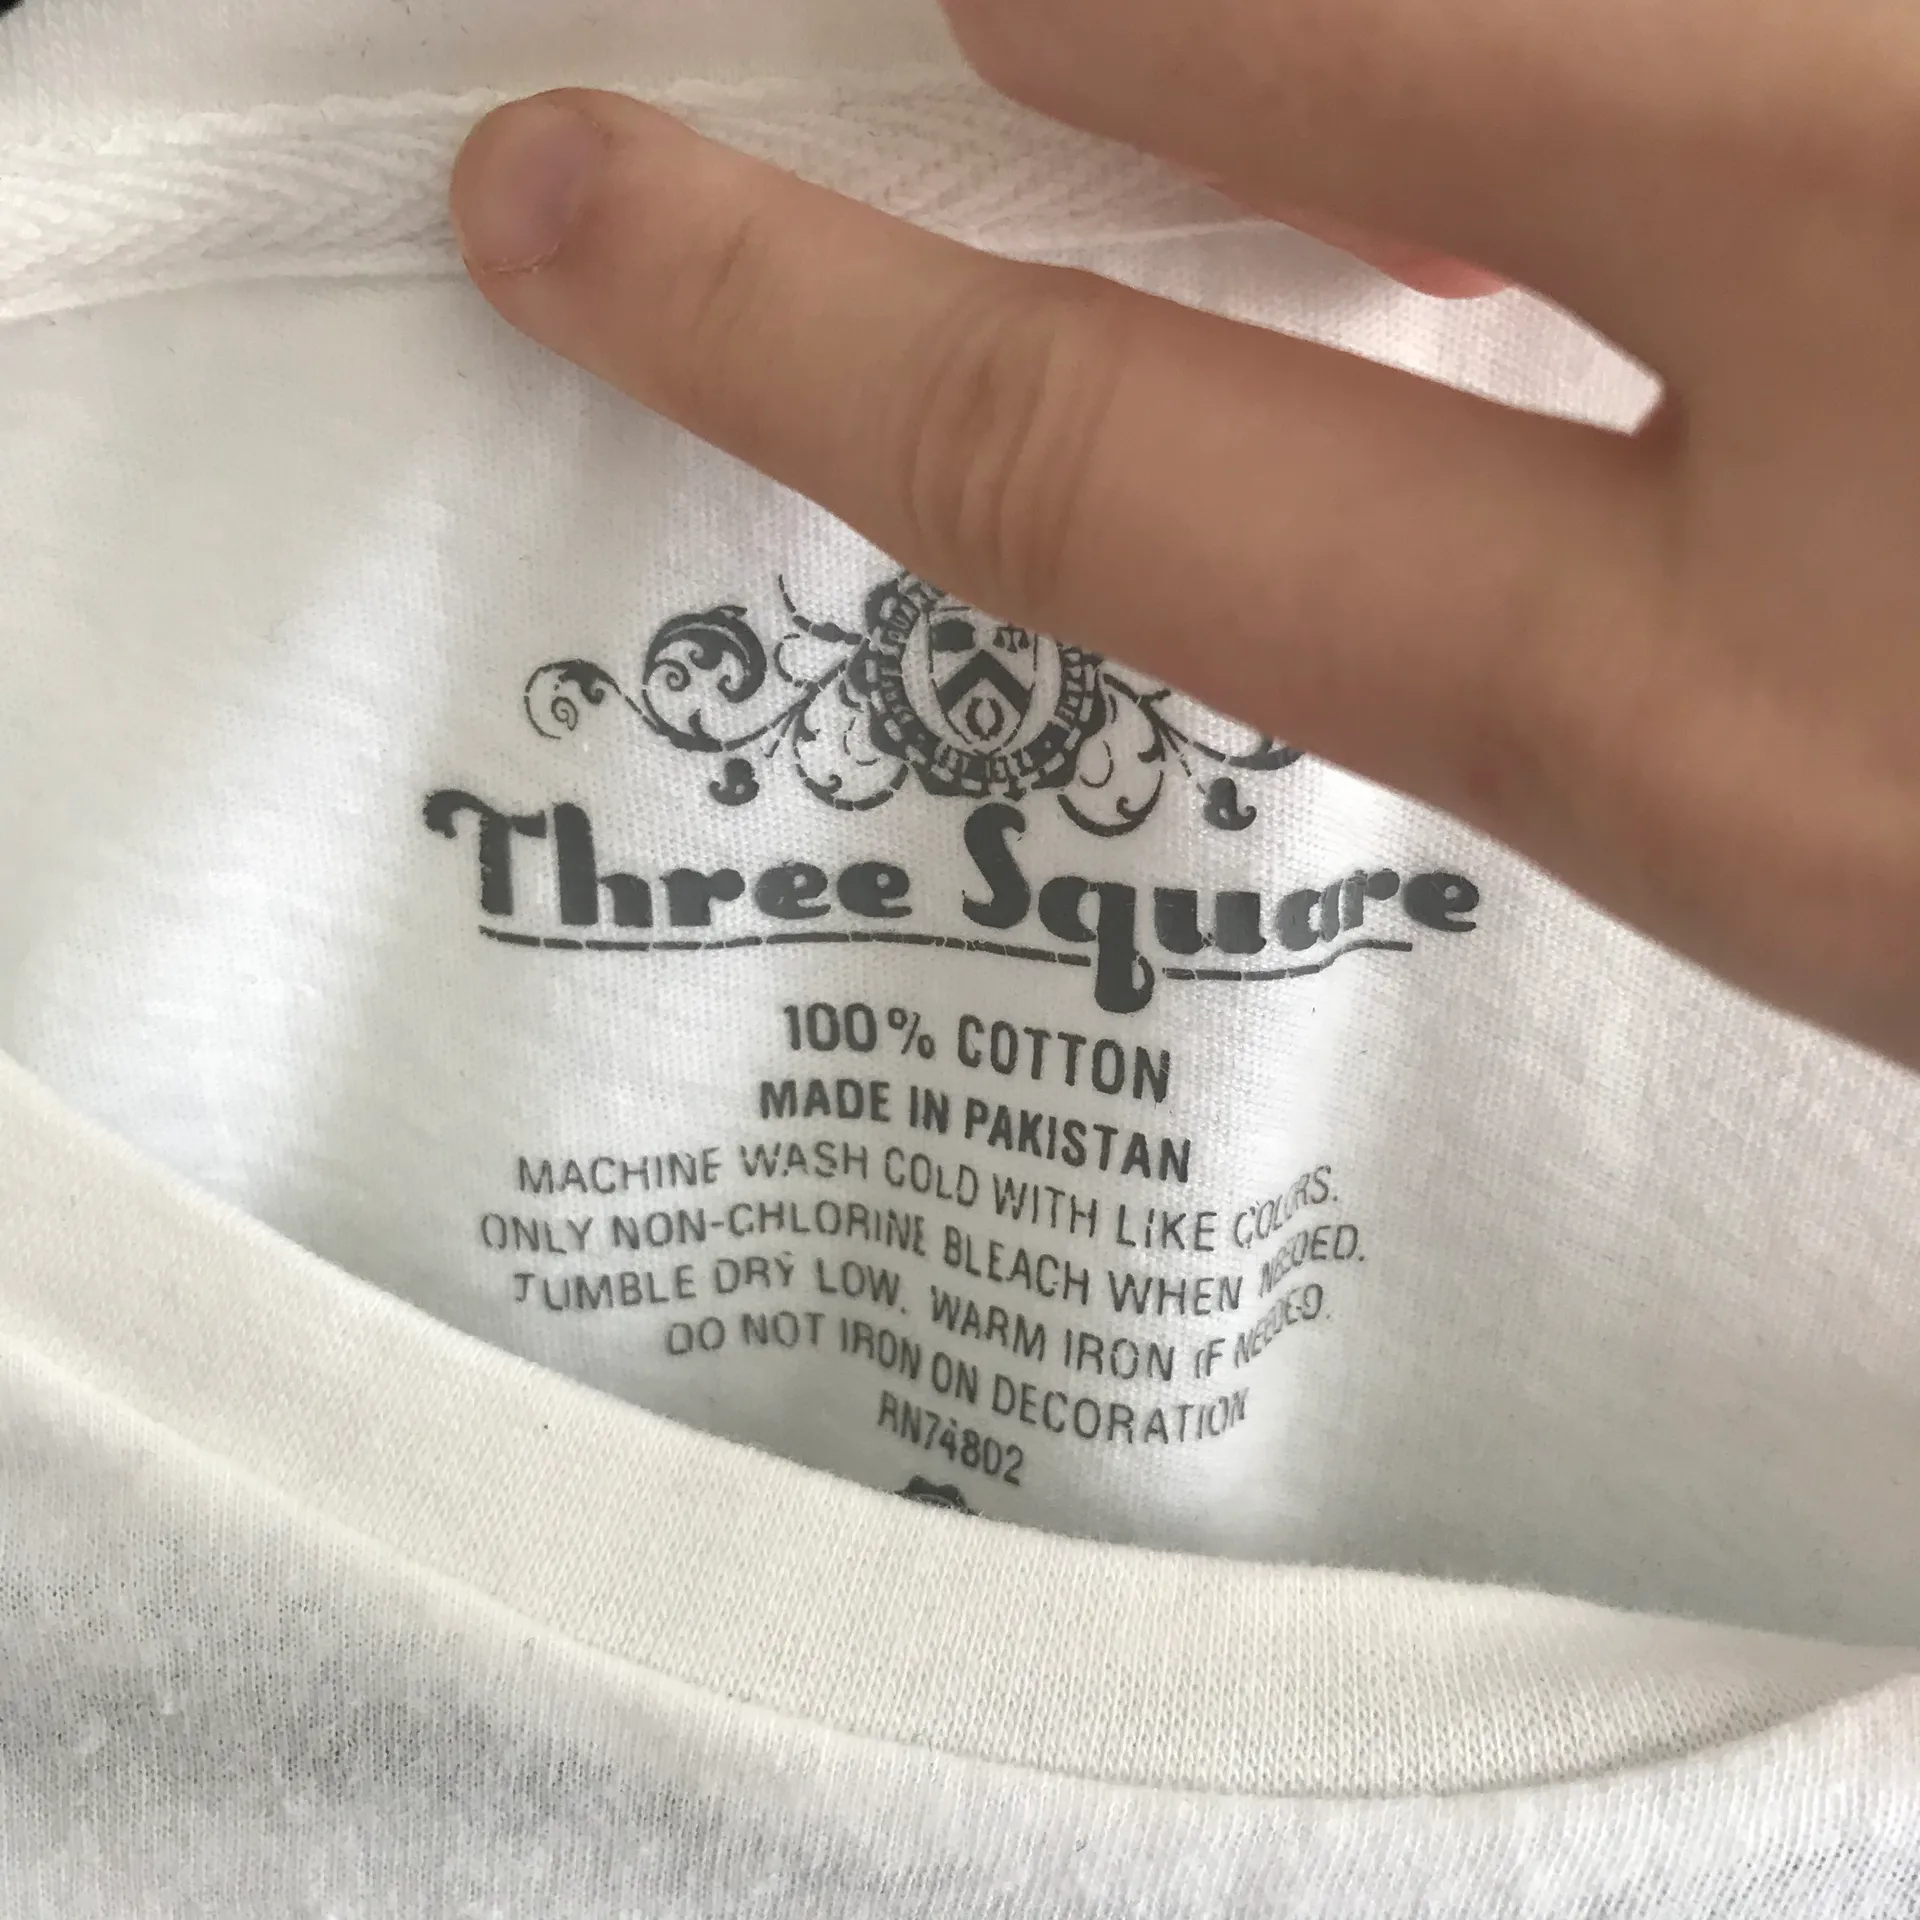 Three Square
100% COTTON
MADE IN PAKISTAN
MACHINE WASH COLD WITH LIKE COLORS.
ONLY NON-CHLORINE BLEACH WHEN NEEDED.
TUMBLE DRY LOW. WARM IRON IF NEEDED.
DO NOT IRON ON DECORATION
RN74802